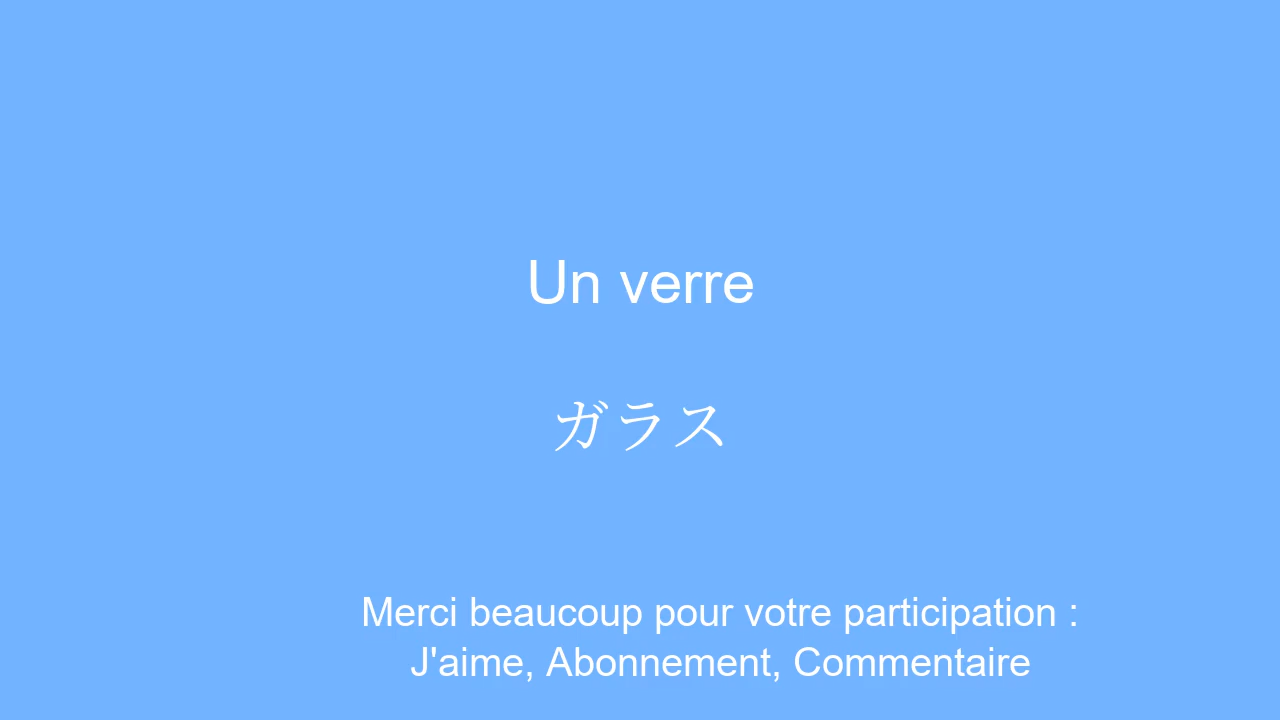 Un verre
ガラス
Merci beaucoup pour votre participation :
J'aime, Abonnement, Commentaire